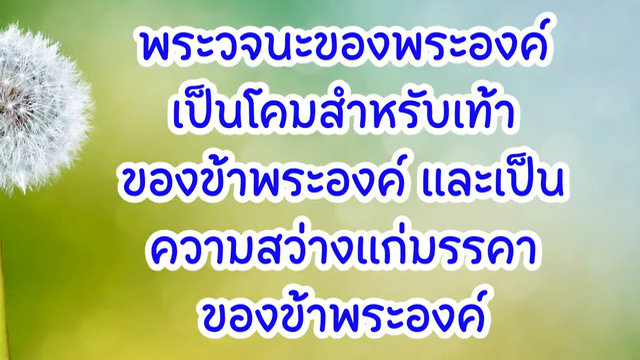 พระวจนะของพระองค์
เป็นโคมสำหรับเท้า
ของข้าพระองค์ และเป็น
ความสว่างแก่มรรคา
ของข้าพระองค์